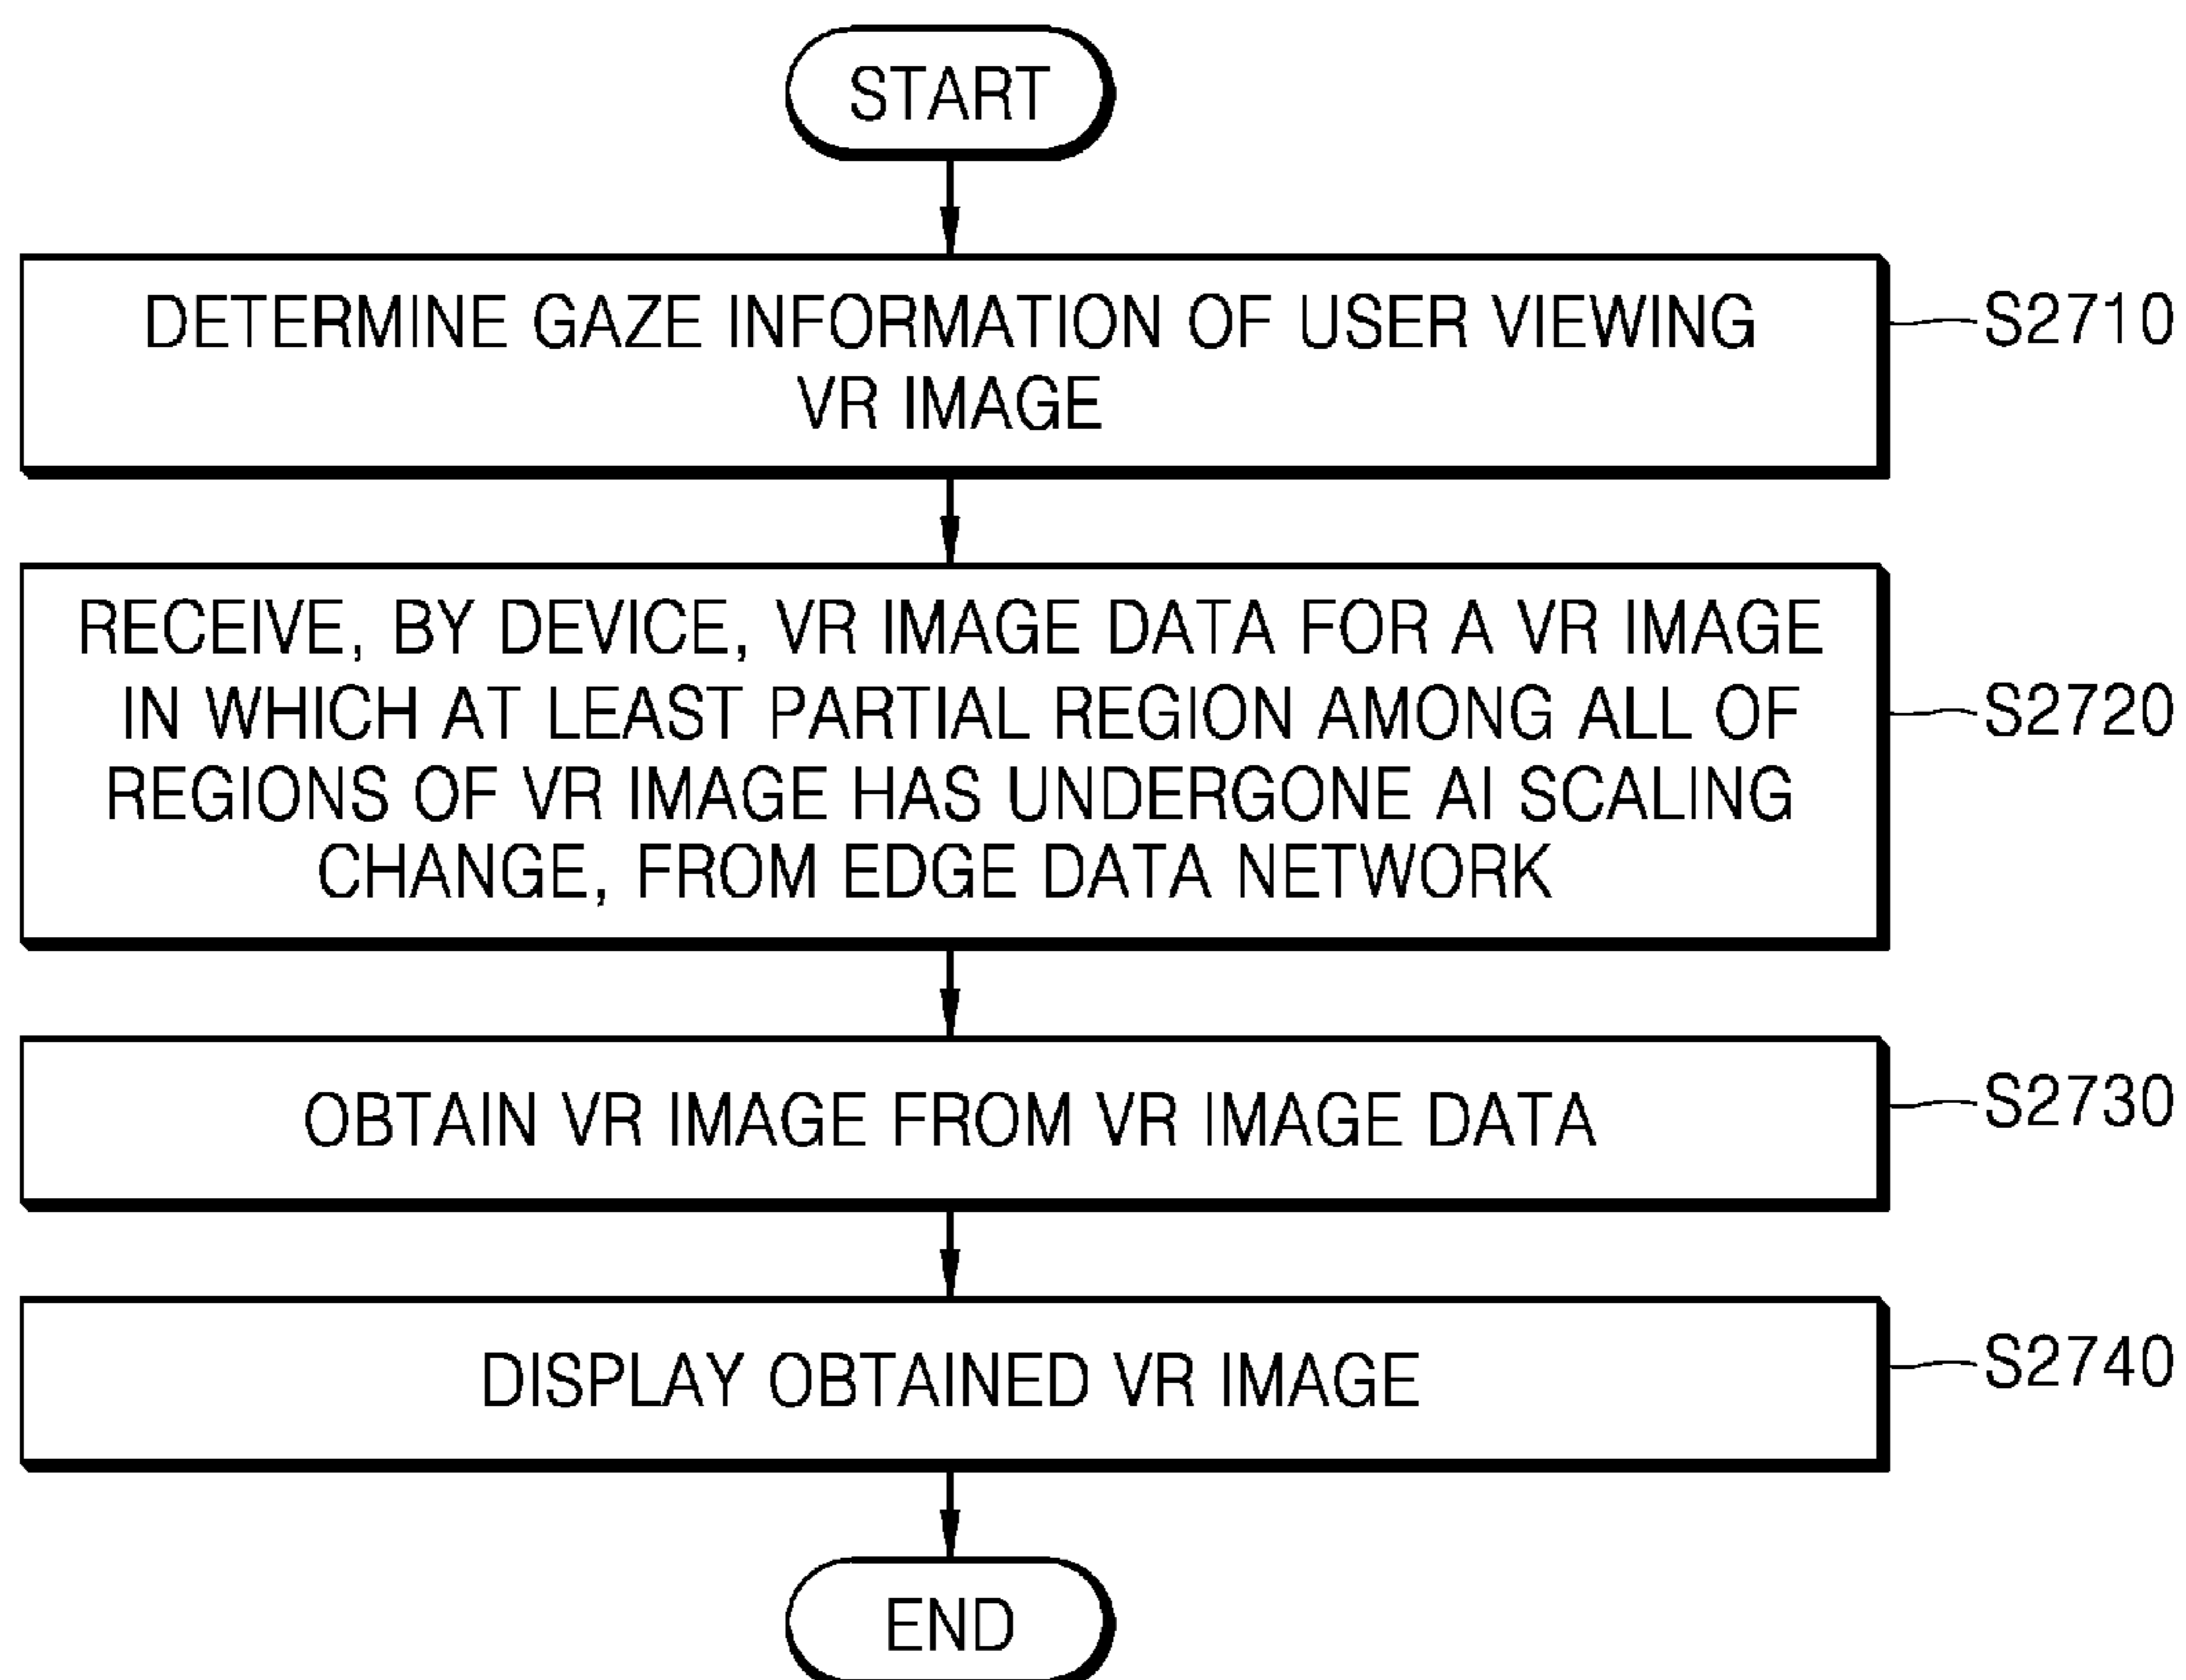 START
DETERMINE GAZE INFORMATION OF USER VIEWING
VR IMAGE
S2710
RECEIVE, BY DEVICE, VR IMAGE DATA FOR A VR IMAGE
IN WHICH AT LEAST PARTIAL REGION AMONG ALL OF
REGIONS OF VR IMAGE HAS UNDERGONE AI SCALING
CHANGE, FROM EDGE DATA NETWORK
S2720
OBTAIN VR IMAGE FROM VR IMAGE DATA
S2730
DISPLAY OBTAINED VR IMAGE
S2740
END